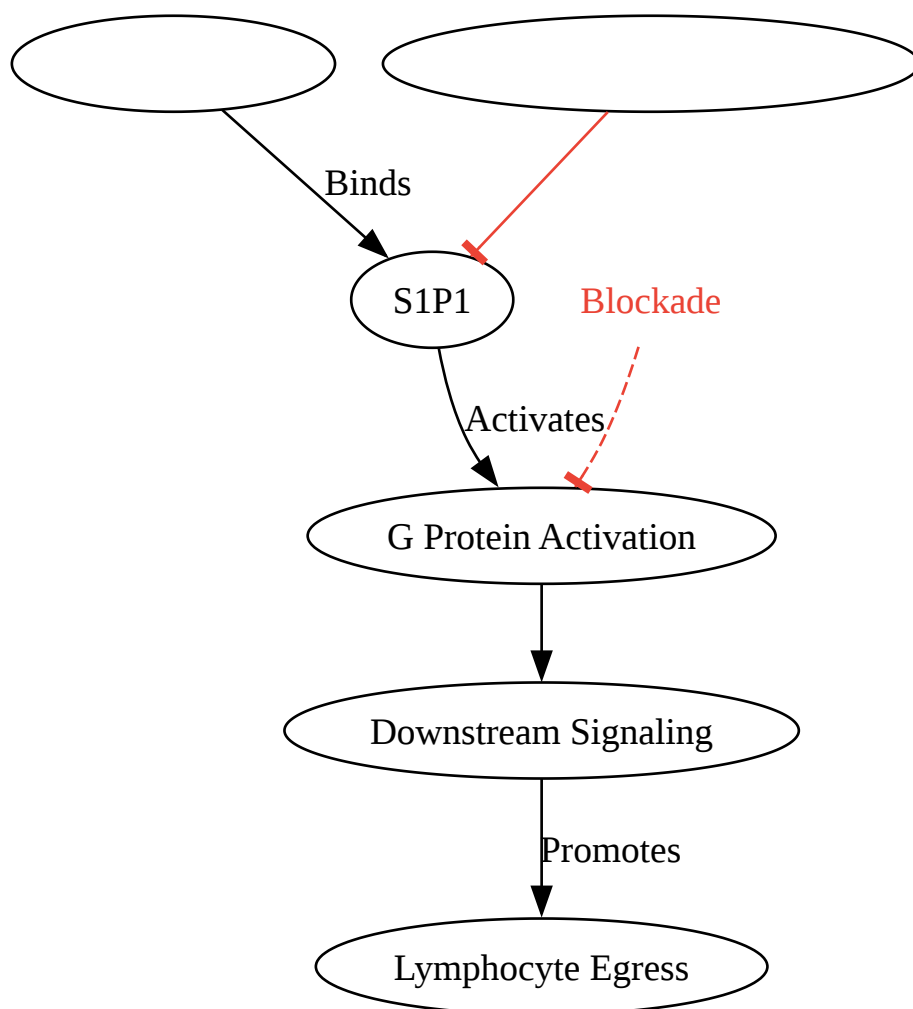 Binds
S1P1
Blockade
Activates
G Protein Activation
Downstream Signaling
Promotes
Lymphocyte Egress